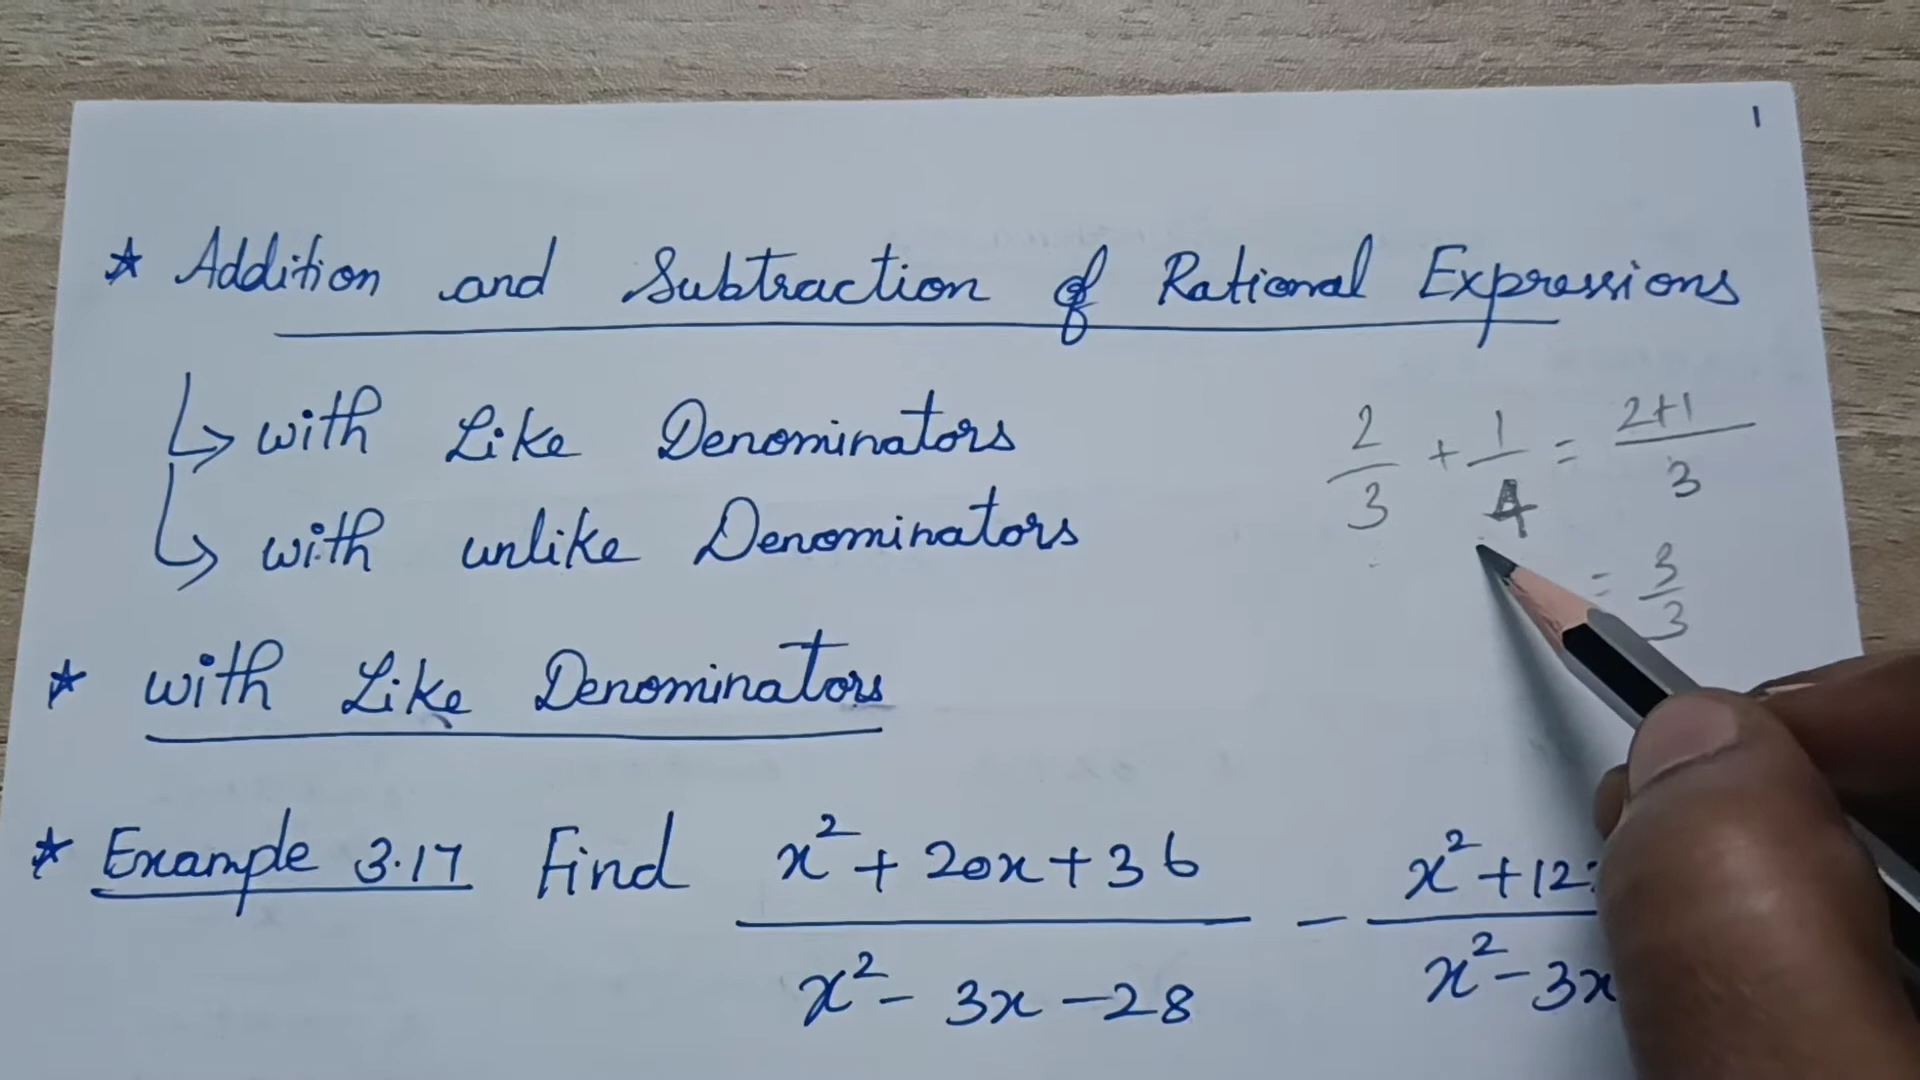 1
* Addition and Subtraction of Rational Expressions
↳ with Like Denominators
↳ with unlike Denominators
2/3 + 1/4 = 2+1/3
= 3/3
* with Like Denominators
* Example 3.17 Find x² + 20x + 36 / x² - 3x - 28 - x² + 12 / x² - 3x